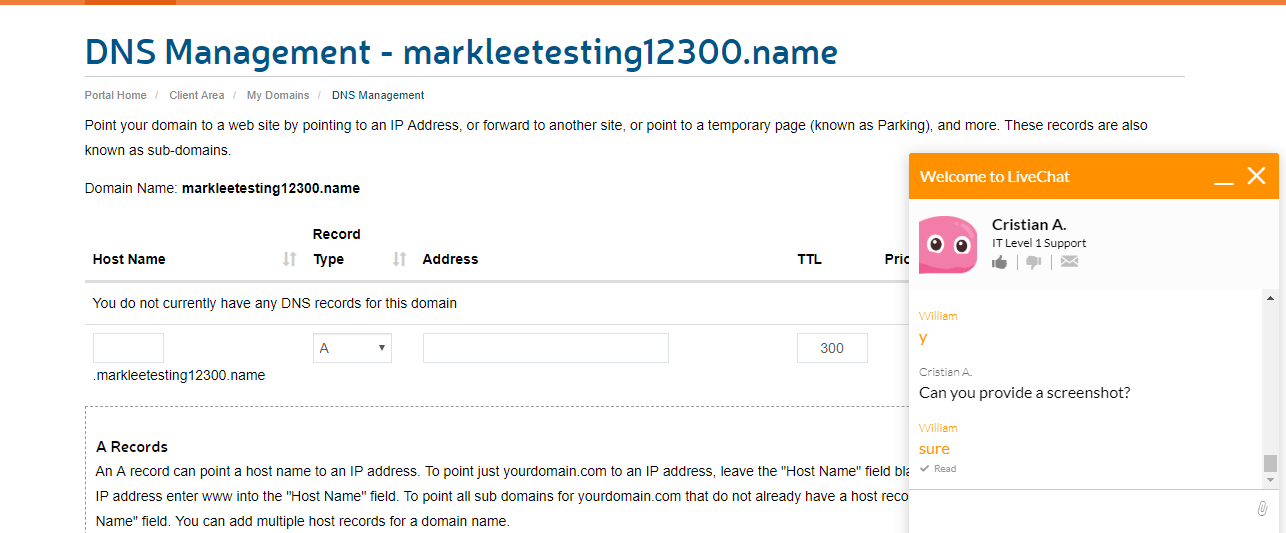 DNS Management - markleetesting12300.name
Portal Home / Client Area / My Domains / DNS Management
Point your domain to a web site by pointing to an IP Address, or forward to another site, or point to a temporary page (known as Parking), and more. These records are also
known as sub-domains.
Domain Name: markleetesting12300.name
Host Name Record Type Address TTL
You do not currently have any DNS records for this domain
A 300
.markleetesting12300.name
A Records
An A record can point a host name to an IP address. To point just yourdomain.com to an IP address, leave the "Host Name" field
IP address enter www into the "Host Name" field. To point all sub domains for yourdomain.com that do not already have a host
Name" field. You can add multiple host records for a domain name.
Welcome to LiveChat
Cristian A.
IT Level 1 Support
William
y
Cristian A.
Can you provide a screenshot?
William
sure
Read